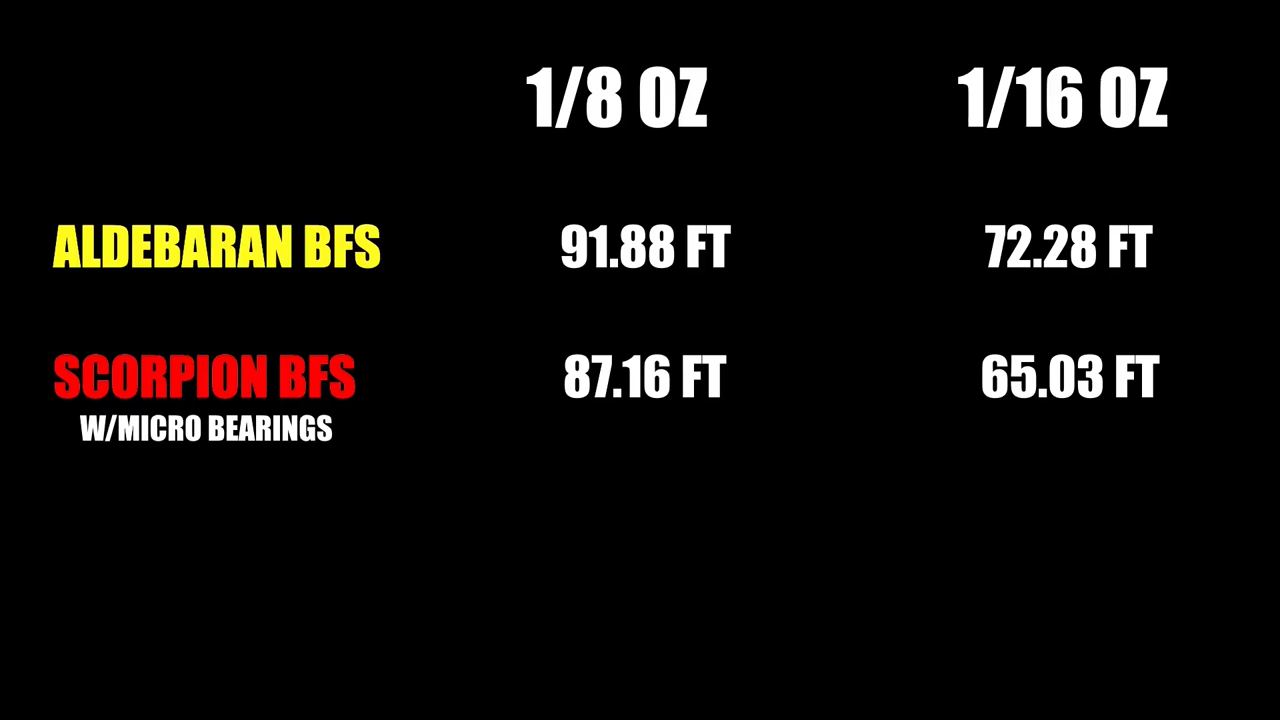 1/8 OZ 1/16 OZ
ALDEBARAN BFS 91.88 FT 72.28 FT
SCORPION BFS 87.16 FT 65.03 FT
W/MICRO BEARINGS